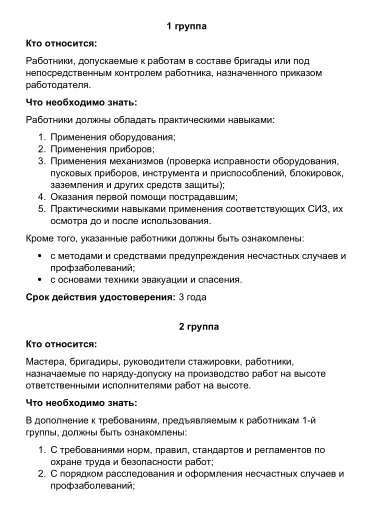 1 группа
Кто относится:
Работники, допускаемые к работам в составе бригады или под
непосредственным контролем работника, назначенного приказом
работодателя.
Что необходимо знать:
Работники должны обладать практическими навыками:
1. Применения оборудования;
2. Применения приборов;
3. Применения механизмов (проверка исправности оборудования,
пусковых приборов, инструмента и приспособлений, блокировок,
заземления и других средств защиты);
4. Оказания первой помощи пострадавшим;
5. Практическими навыками применения соответствующих СИЗ, их
осмотра до и после использования.
Кроме того, указанные работники должны быть ознакомлены:
• с методами и средствами предупреждения несчастных случаев и
профзаболеваний;
• с основами техники эвакуации и спасения.
Срок действия удостоверения: 3 года
2 группа
Кто относится:
Мастера, бригадиры, руководители стажировки, работники,
назначаемые по наряду-допуску на производство работ на высоте
ответственными исполнителями работ на высоте.
Что необходимо знать:
В дополнение к требованиям, предъявляемым к работникам 1-й
группы, должны быть ознакомлены:
1. С требованиями норм, правил, стандартов и регламентов по
охране труда и безопасности работ;
2. С порядком расследования и оформления несчастных случаев и
профзаболеваний;